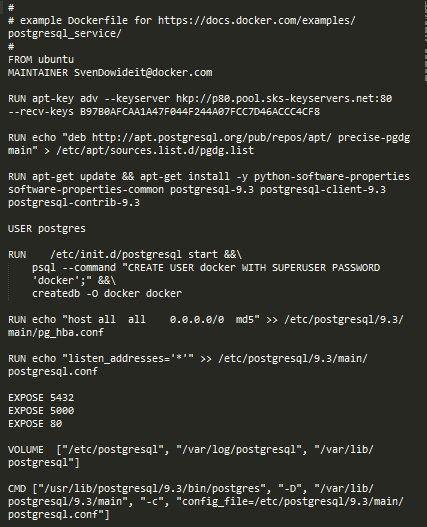 #
# example Dockerfile for https://docs.docker.com/examples/
postgresql_service/
#
FROM ubuntu
MAINTAINER SvenDowideit@docker.com
RUN apt-key adv --keyserver hkp://p80.pool.sks-keyservers.net:80
--recv-keys B97B0AFCAA1A47F044F244A07FCC7D46ACCC4CF8
RUN echo "deb http://apt.postgresql.org/pub/repos/apt/ precise-pgdg
main" > /etc/apt/sources.list.d/pgdg.list
RUN apt-get update && apt-get install -y python-software-properties
software-properties-common postgresql-9.3 postgresql-client-9.3
postgresql-contrib-9.3
USER postgres
RUN    /etc/init.d/postgresql start &&\
    psql --command "CREATE USER docker WITH SUPERUSER PASSWORD
    'docker';" &&\
    createdb -O docker docker
RUN echo "host all  all    0.0.0.0/0  md5" >> /etc/postgresql/9.3/
main/pg_hba.conf
RUN echo "listen_addresses='*'" >> /etc/postgresql/9.3/main/
postgresql.conf
EXPOSE 5432
EXPOSE 5000
EXPOSE 80
VOLUME  ["/etc/postgresql", "/var/log/postgresql", "/var/lib/
postgresql"]
CMD ["/usr/lib/postgresql/9.3/bin/postgres", "-D", "/var/lib/
postgresql/9.3/main", "-c", "config_file=/etc/postgresql/9.3/main/
postgresql.conf"]